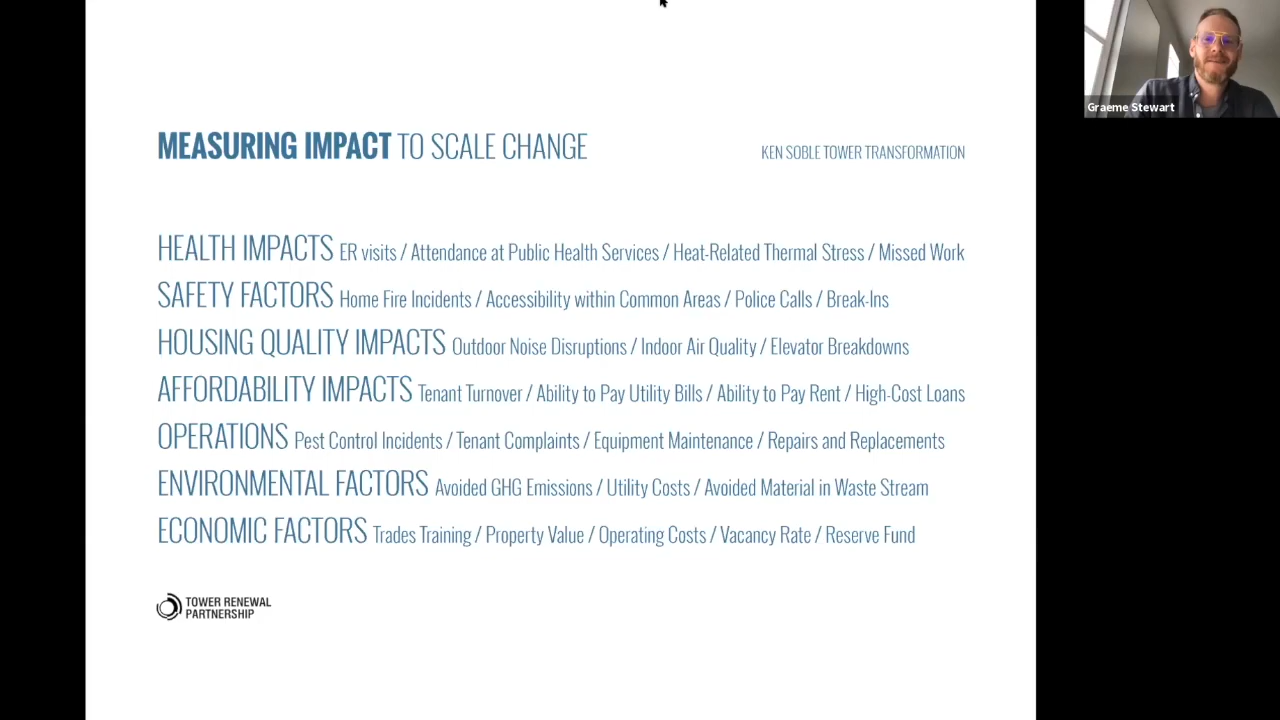 MEASURING IMPACT TO SCALE CHANGE
KEN SOBLE TOWER TRANSFORMATION
HEALTH IMPACTS ER visits / Attendance at Public Health Services / Heat-Related Thermal Stress / Missed Work
SAFETY FACTORS Home Fire Incidents / Accessibility within Common Areas / Police Calls / Break-Ins
HOUSING QUALITY IMPACTS Outdoor Noise Disruptions / Indoor Air Quality / Elevator Breakdowns
AFFORDABILITY IMPACTS Tenant Turnover / Ability to Pay Utility Bills / Ability to Pay Rent / High-Cost Loans
OPERATIONS Pest Control Incidents / Tenant Complaints / Equipment Maintenance / Repairs and Replacements
ENVIRONMENTAL FACTORS Avoided GHG Emissions / Utility Costs / Avoided Material in Waste Stream
ECONOMIC FACTORS Trades Training / Property Value / Operating Costs / Vacancy Rate / Reserve Fund
TOWER RENEWAL
PARTNERSHIP
Graeme Stewart